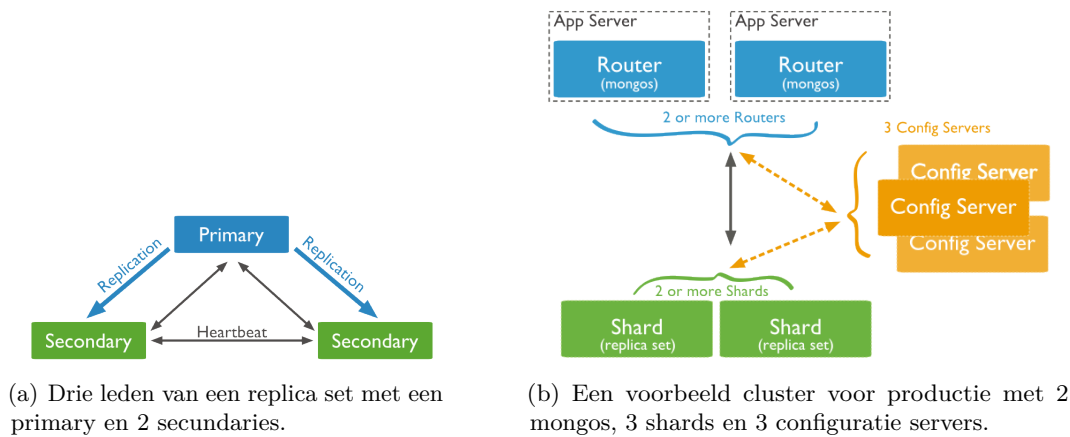 Primary
Replication
Replication
Heartbeat
Secondary
Secondary
(a) Drie leden van een replica set met een
primary en 2 secundaries.
App Server
App Server
Router
(mongos)
Router
(mongos)
2 or more Routers
3 Config Servers
Config Server
Config Server
Config Server
2 or more Shards
Shard
(replica set)
Shard
(replica set)
(b) Een voorbeeld cluster voor productie met 2
mongos, 3 shards en 3 configuratie servers.